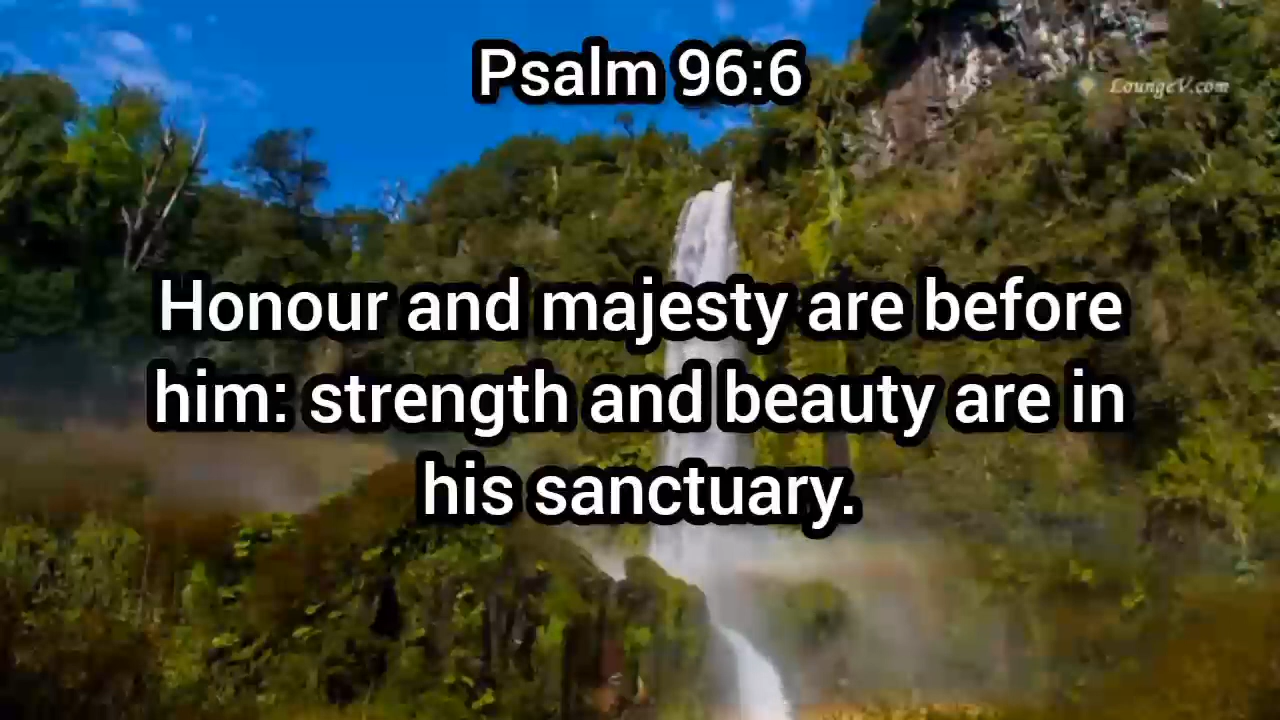 Psalm 96:6
LoungeV.com
Honour and majesty are before
him: strength and beauty are in
his sanctuary.